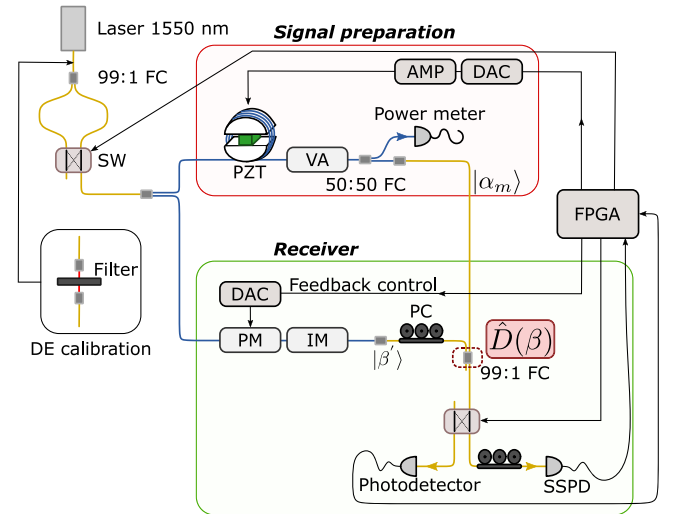 Laser 1550 nm
Signal preparation
99:1 FC
AMP
DAC
Power meter
SW
PZT
VA
50:50 FC
|α_m⟩
FPGA
Receiver
Filter
DAC
Feedback control
PC
DE calibration
PM
IM
|β'⟩
D̂(β)
99:1 FC
Photodetector
SSPD